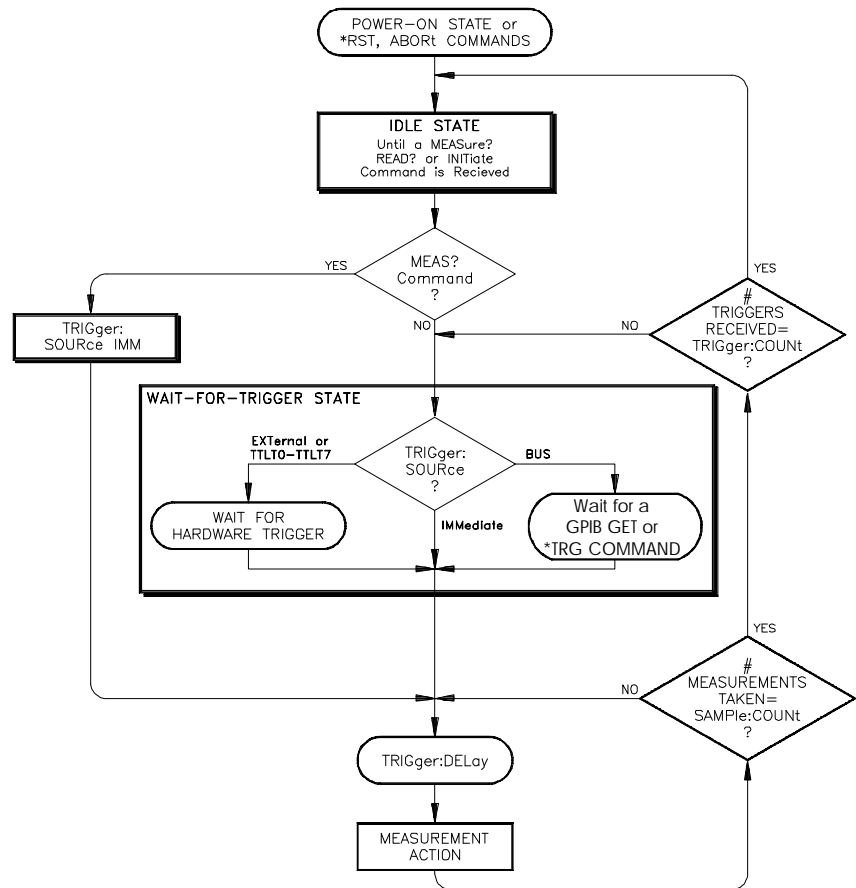 POWER-ON STATE or
*RST, ABORt COMMANDS
IDLE STATE
Until a MEASure?
READ? or INITiate
Command is Recieved
MEAS?
Command
?
YES
NO
TRIGger:
SOURce IMM
#
TRIGGERS
RECEIVED=
TRIGger:COUNt
?
YES
NO
WAIT-FOR-TRIGGER STATE
TRIGger:
SOURce
?
EXTernal or
TTLT0-TTLT7
BUS
IMMediate
WAIT FOR
HARDWARE TRIGGER
Wait for a
GPIB GET or
*TRG COMMAND
YES
NO
#
MEASUREMENTS
TAKEN=
SAMPle:COUNt
?
TRIGger:DELay
MEASUREMENT
ACTION